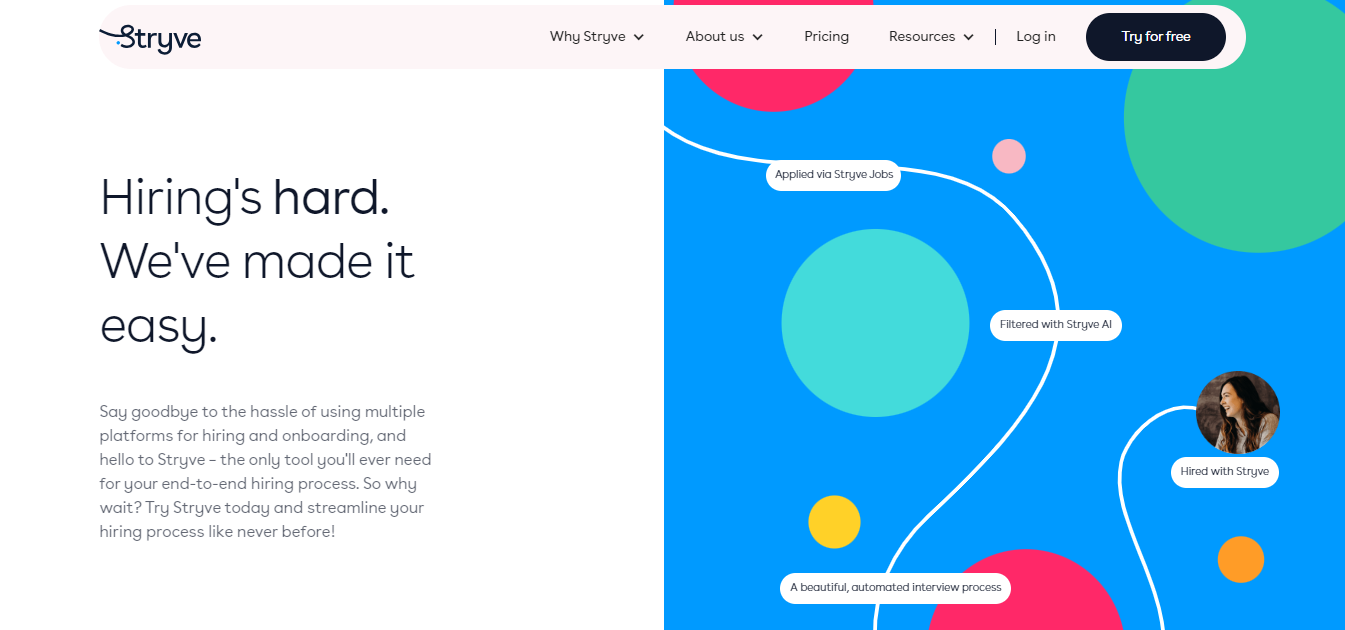 Stryve
Why Stryve
About us
Pricing
Resources
Log in
Try for free
Hiring's hard.
We've made it
easy.
Say goodbye to the hassle of using multiple
platforms for hiring and onboarding, and
hello to Stryve – the only tool you'll ever need
for your end-to-end hiring process. So why
wait? Try Stryve today and streamline your
hiring process like never before!
Applied via Stryve Jobs
Filtered with Stryve AI
Hired with Stryve
A beautiful, automated interview process